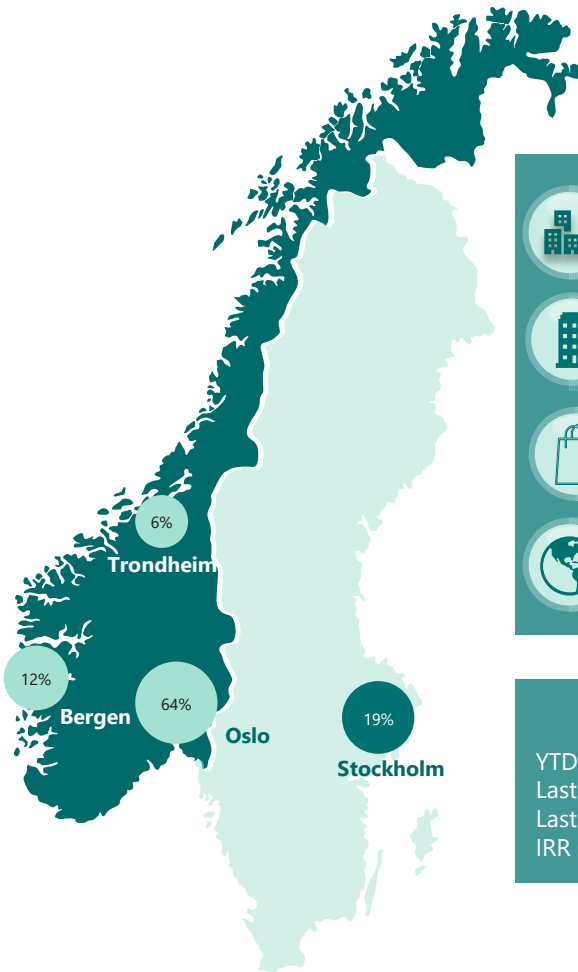 6%
Trondheim
12%
Bergen
64%
Oslo
19%
Stockholm
YTD
Last
Last
IRR